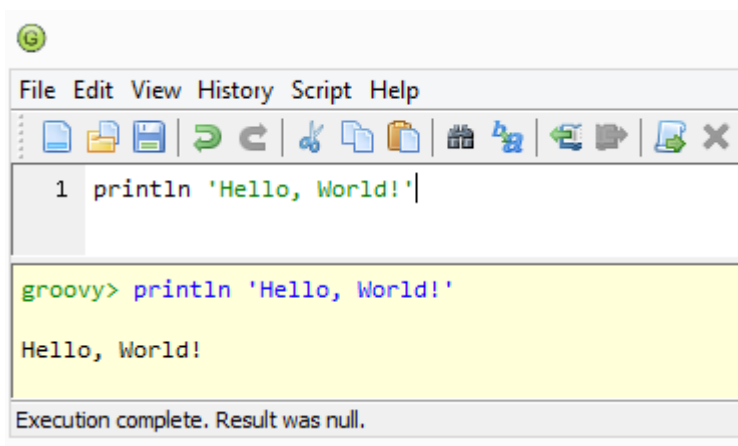 G
File Edit View History Script Help
1 println 'Hello, World!'
groovy> println 'Hello, World!'
Hello, World!
Execution complete. Result was null.